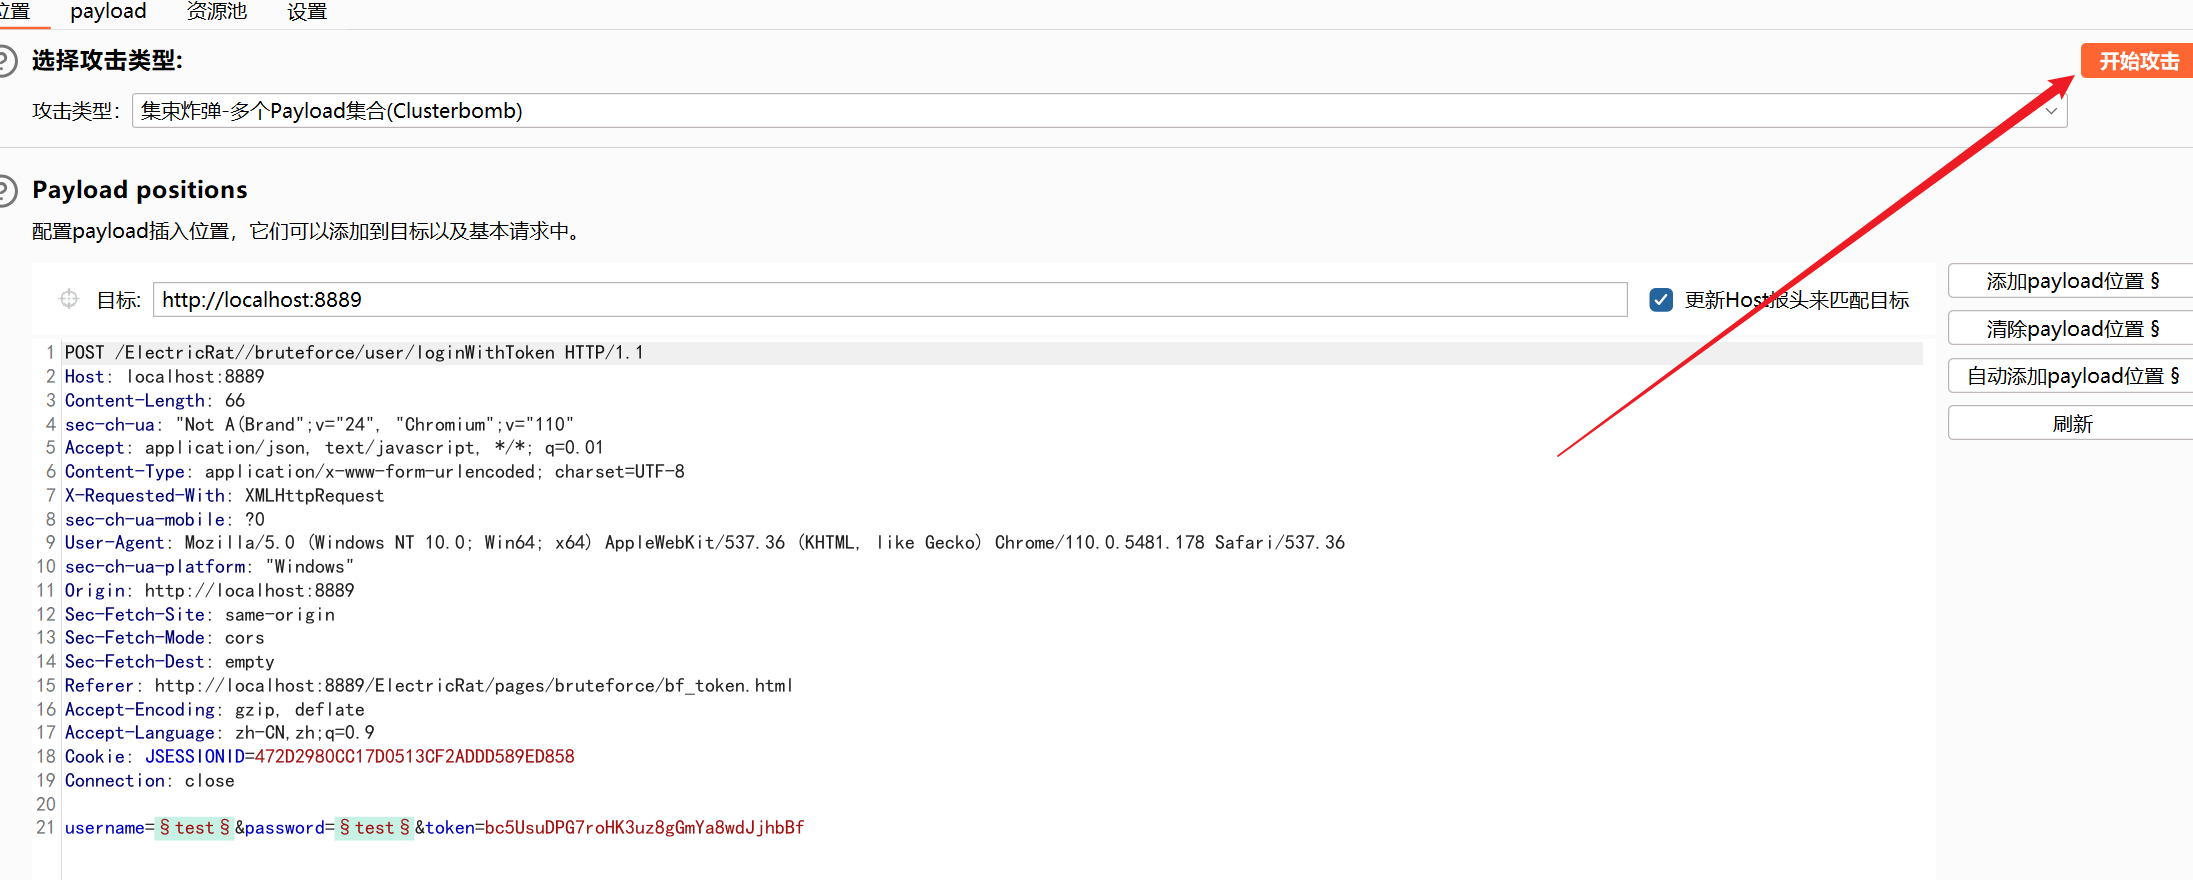 位置 payload 资源池 设置
选择攻击类型:
开始攻击
攻击类型: 集束炸弹-多个Payload集合(Clusterbomb)
Payload positions
配置payload插入位置，它们可以添加到目标以及基本请求中。
目标: http://localhost:8889 更新Host报头来匹配目标
添加payload位置 §
清除payload位置 §
自动添加payload位置 §
刷新
1 POST /ElectricRat//bruteforce/user/loginWithToken HTTP/1.1
2 Host: localhost:8889
3 Content-Length: 66
4 sec-ch-ua: "Not A(Brand";v="24", "Chromium";v="110"
5 Accept: application/json, text/javascript, */*; q=0.01
6 Content-Type: application/x-www-form-urlencoded; charset=UTF-8
7 X-Requested-With: XMLHttpRequest
8 sec-ch-ua-mobile: ?0
9 User-Agent: Mozilla/5.0 (Windows NT 10.0; Win64; x64) AppleWebKit/537.36 (KHTML, like Gecko) Chrome/110.0.5481.178 Safari/537.36
10 sec-ch-ua-platform: "Windows"
11 Origin: http://localhost:8889
12 Sec-Fetch-Site: same-origin
13 Sec-Fetch-Mode: cors
14 Sec-Fetch-Dest: empty
15 Referer: http://localhost:8889/ElectricRat/pages/bruteforce/bf_token.html
16 Accept-Encoding: gzip, deflate
17 Accept-Language: zh-CN,zh;q=0.9
18 Cookie: JSESSIONID=472D2980CC17D0513CF2ADDD589ED858
19 Connection: close
20
21 username=§test§&password=§test§&token=bc5UsuDPG7roHK3uz8gGmYa8wdJjhbBf